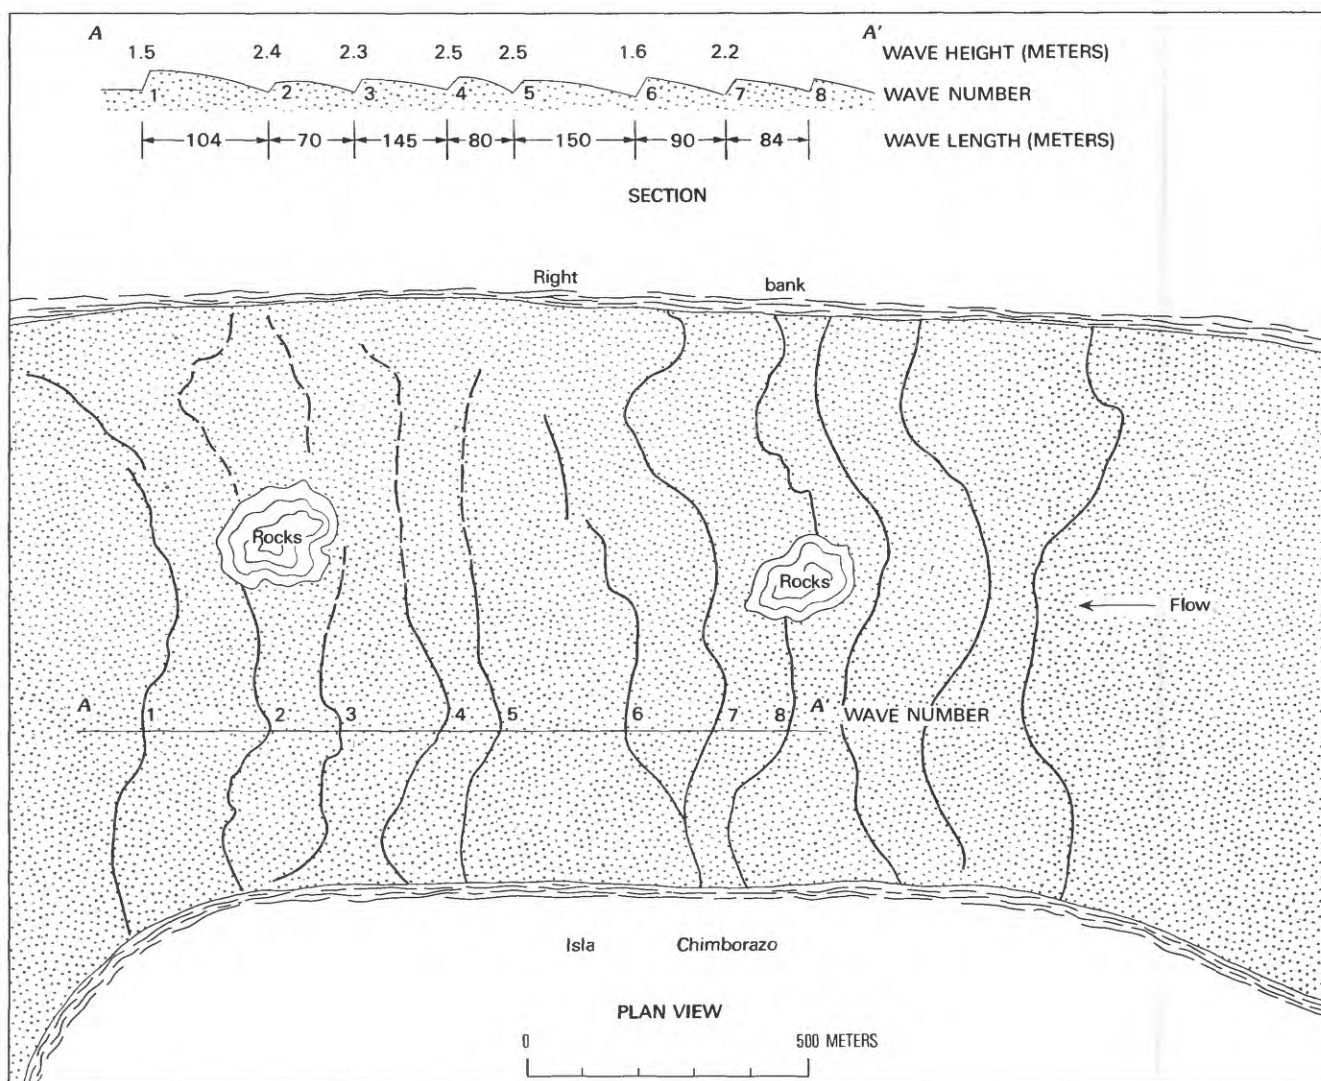 A A'
1.5 2.4 2.3 2.5 2.5 1.6 2.2 WAVE HEIGHT (METERS)
1 2 3 4 5 6 7 8 WAVE NUMBER
104 70 145 80 150 90 84 WAVE LENGTH (METERS)
SECTION
Right bank
Rocks
Rocks
Flow
A 1 2 3 4 5 6 7 8 A' WAVE NUMBER
Isla Chimborazo
PLAN VIEW
0 500 METERS